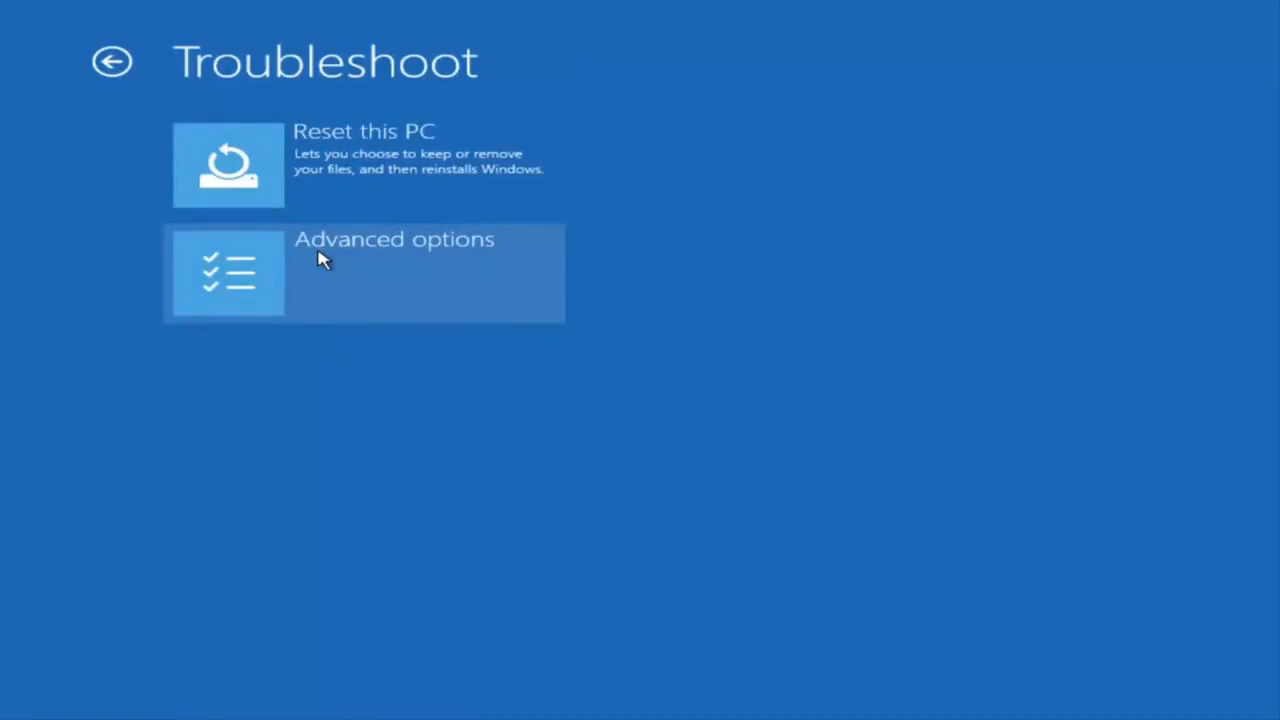 Troubleshoot
Reset this PC
Lets you choose to keep or remove
your files, and then reinstalls Windows.
Advanced options